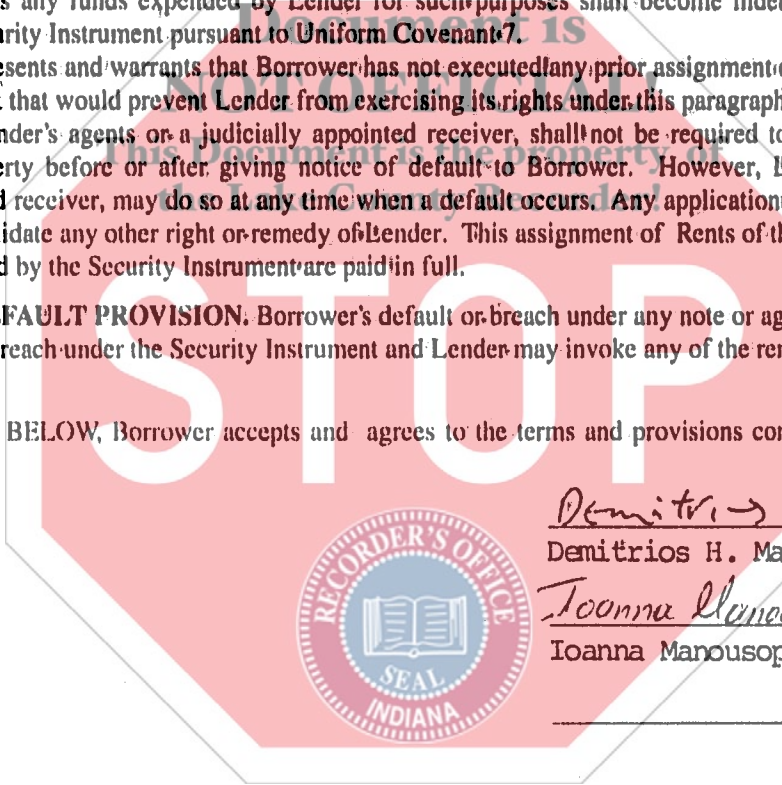 s any funds expended by Lender for such purposes shall become inde
rity Instrument pursuant to Uniform Covenant 7.
esents and warrants that Borrower has not executed any prior assignment
that would prevent Lender from exercising its rights under this paragraph
nder's agents or a judicially appointed receiver, shall not be required to
erty before or after giving notice of default to Borrower. However,
d receiver, may do so at any time when a default occurs. Any application
idate any other right or remedy of Lender. This assignment of Rents of th
d by the Security Instrument are paid in full.
FAULT PROVISION. Borrower's default or breach under any note or ag
reach under the Security Instrument and Lender may invoke any of the rem
BELOW, Borrower accepts and agrees to the terms and provisions con
Document is
NOT OFFICIAL!
This Document is the property of
the Lake County Recorder!
STOP
Demitrios
Demitrios H. Ma
Ioanna Manou
Ioanna Manousop
RECORDER'S OFFICE
SEAL
INDIANA